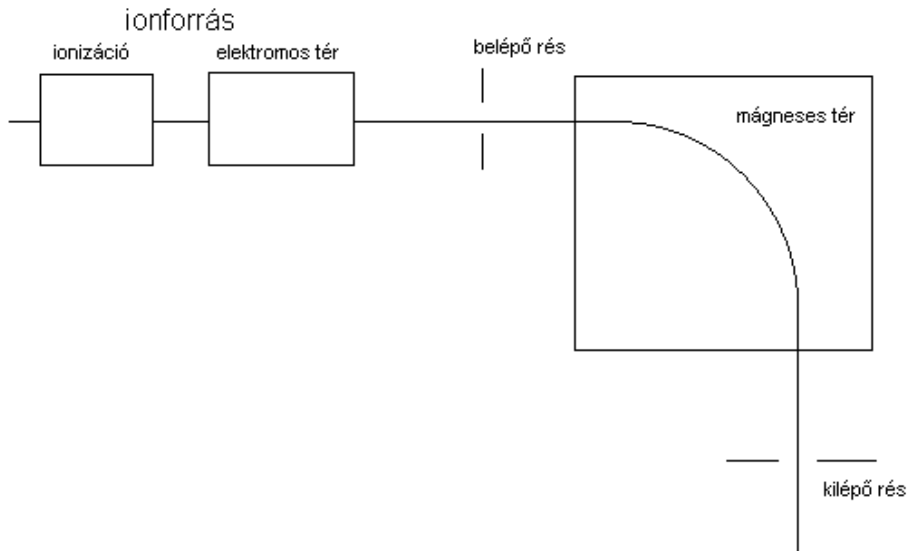 ionforrás
ionizáció
elektromos tér
belépő rés
mágneses tér
kilépő rés